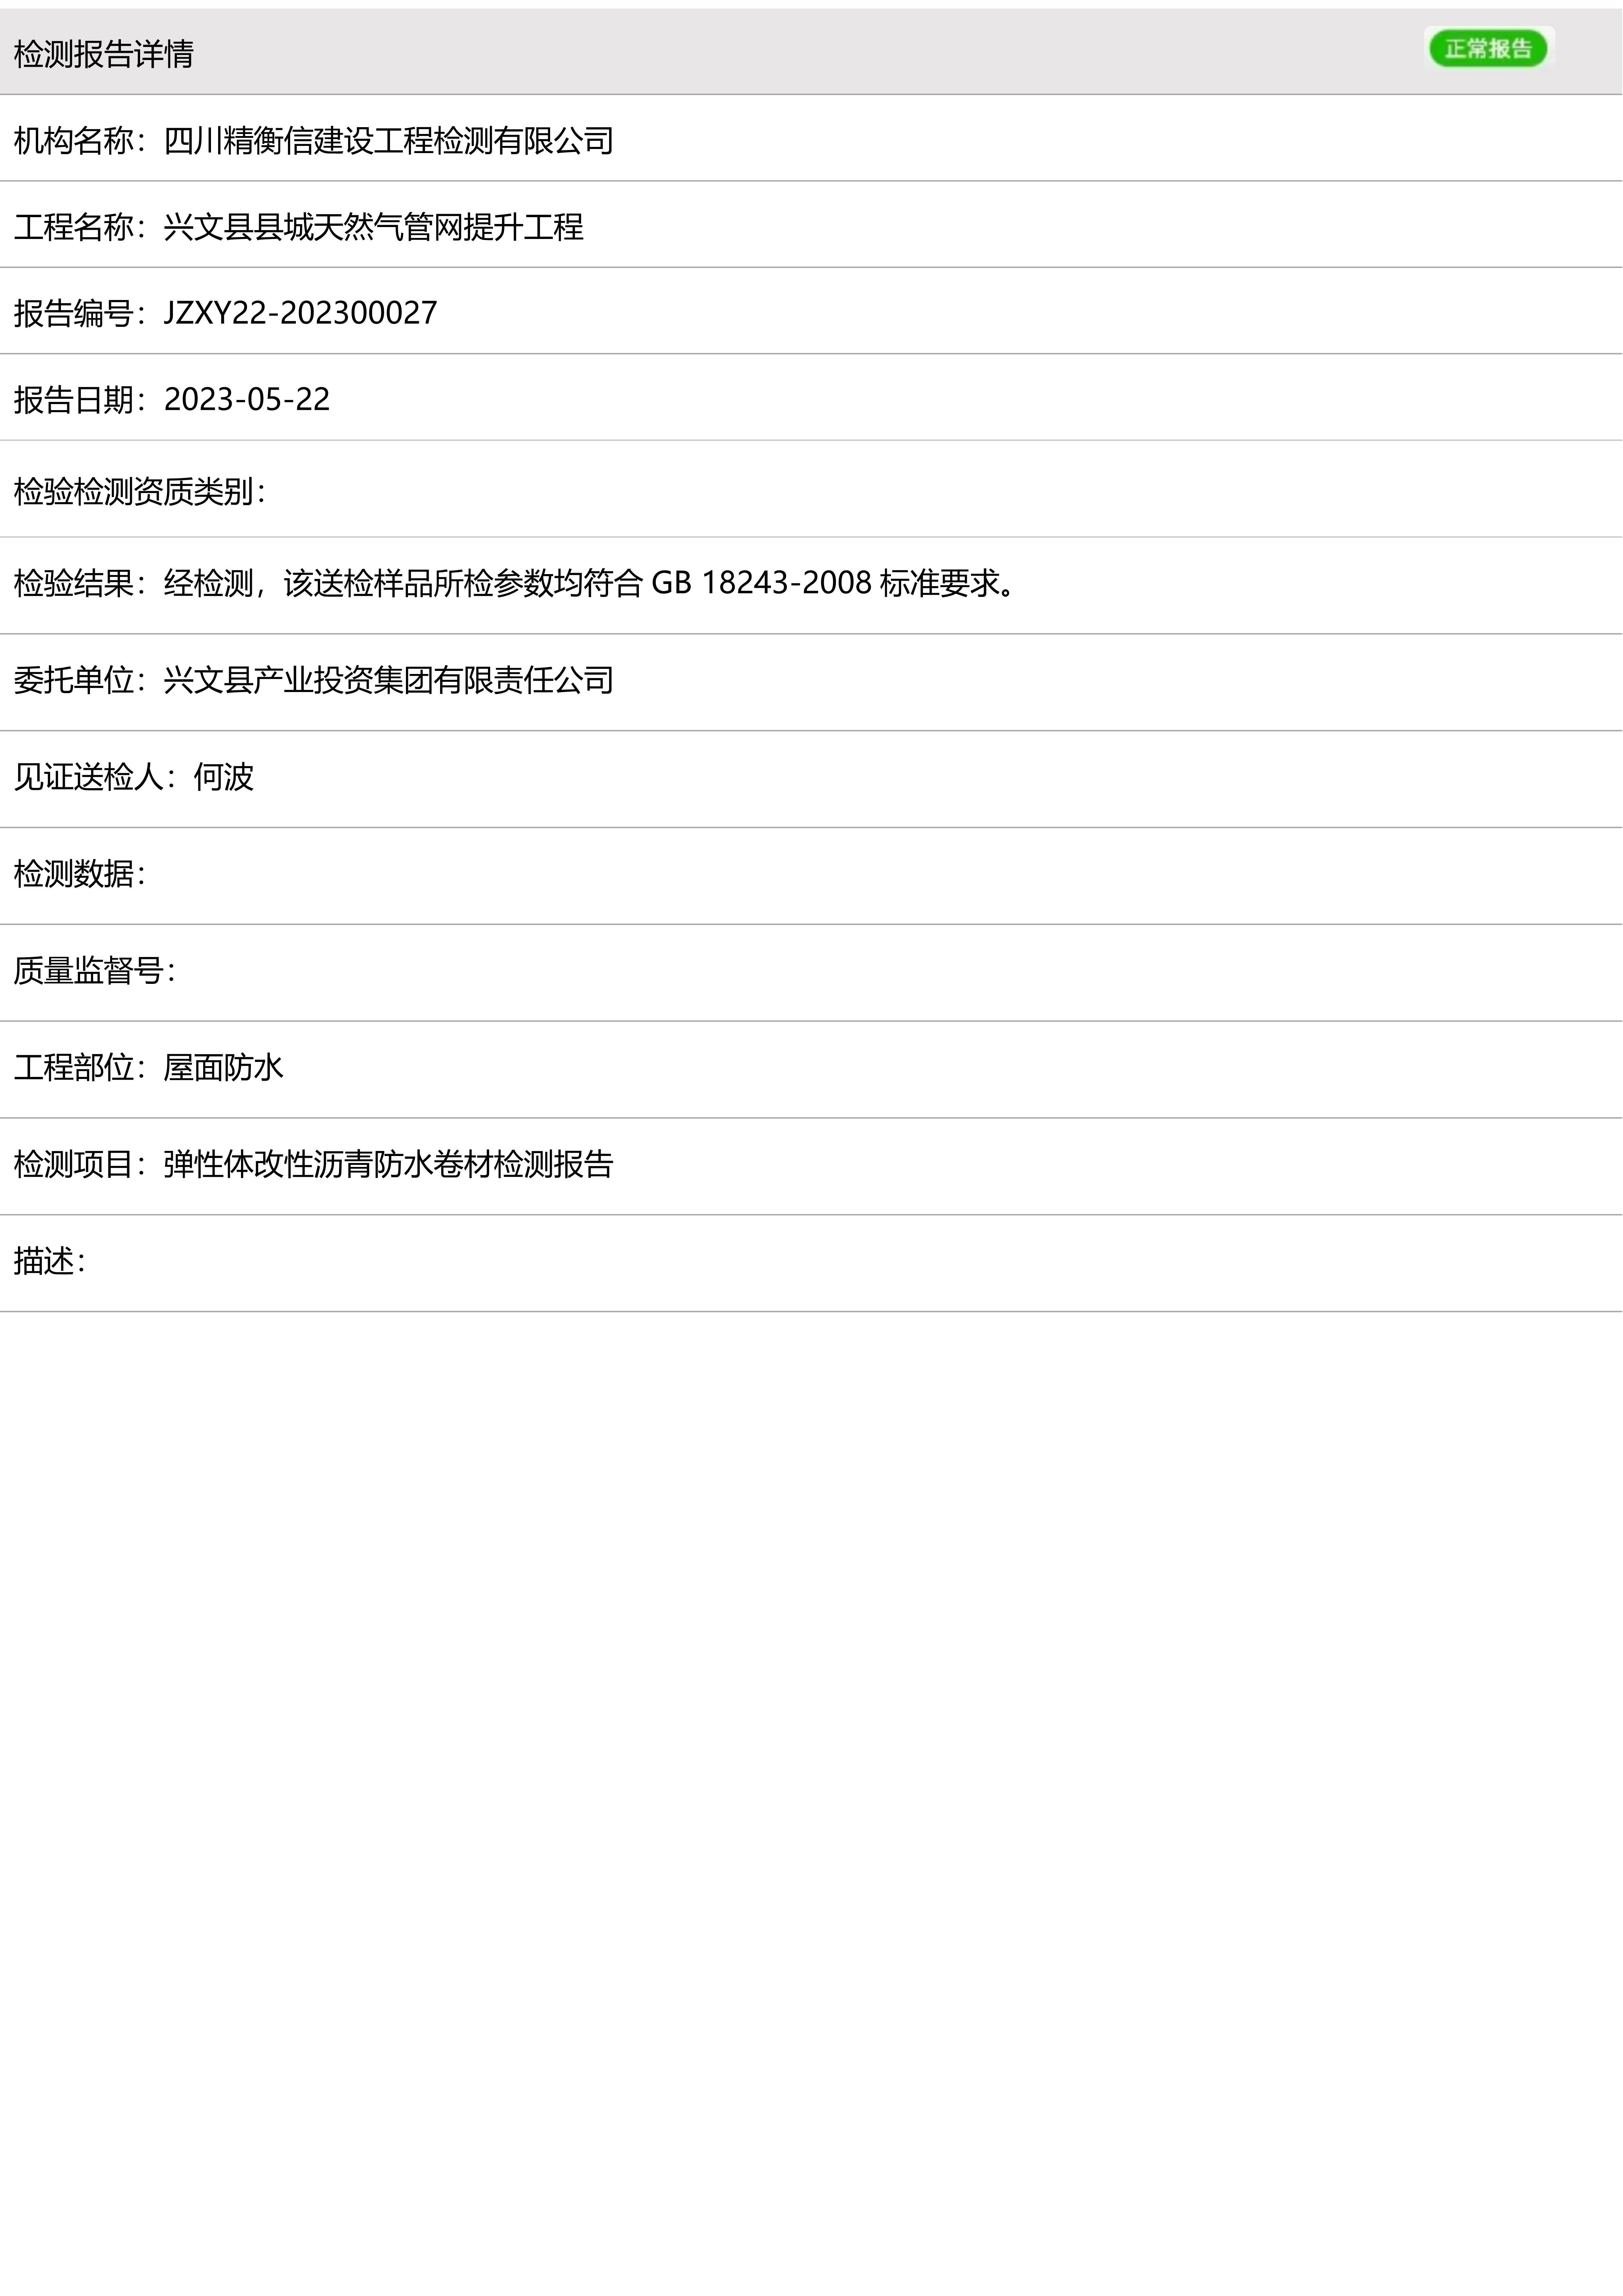 检测报告详情
正常报告
机构名称：四川精衡信建设工程检测有限公司
工程名称：兴文县县城天然气管网提升工程
报告编号：JZXY22-202300027
报告日期：2023-05-22
检验检测资质类别：
检验结果：经检测，该送检样品所检参数均符合 GB 18243-2008 标准要求。
委托单位：兴文县产业投资集团有限责任公司
见证送检人：何波
检测数据：
质量监督号：
工程部位：屋面防水
检测项目：弹性体改性沥青防水卷材检测报告
描述：